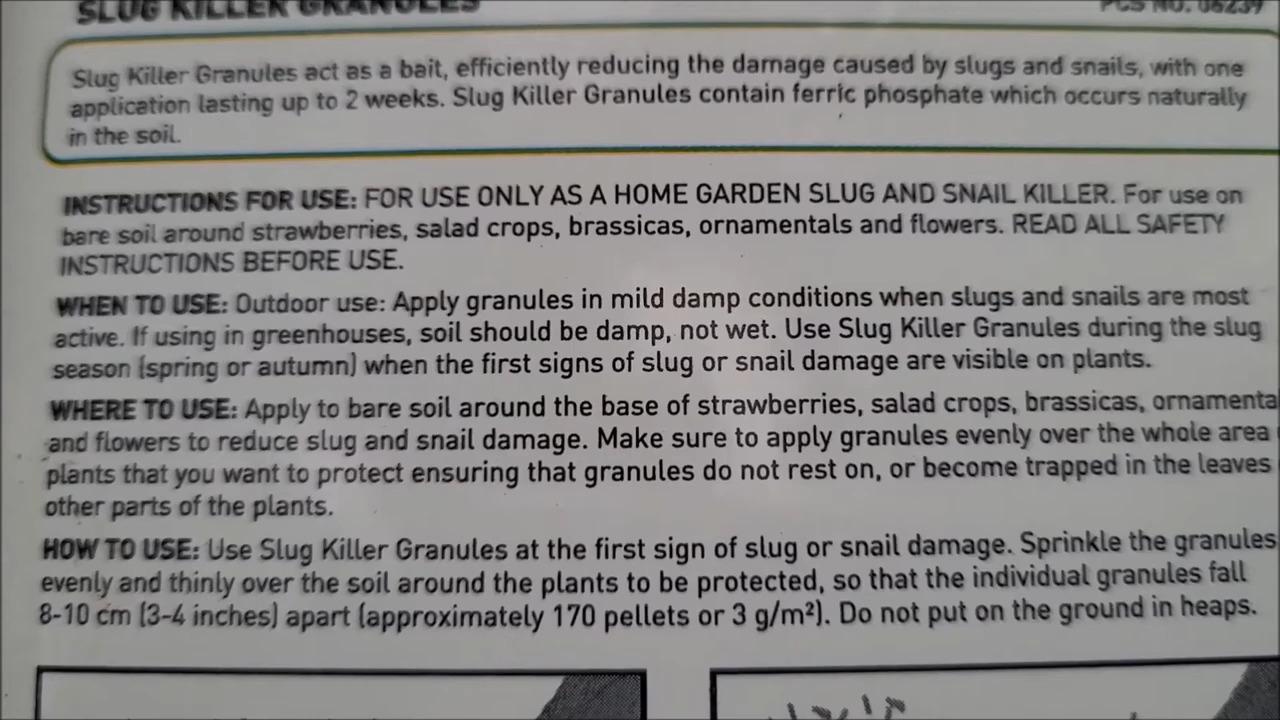 SLUG KILLER GRANULES
PCS NO. 06239
Slug Killer Granules act as a bait, efficiently reducing the damage caused by slugs and snails, with one
application lasting up to 2 weeks. Slug Killer Granules contain ferric phosphate which occurs naturally
in the soil.
INSTRUCTIONS FOR USE: FOR USE ONLY AS A HOME GARDEN SLUG AND SNAIL KILLER. For use on
bare soil around strawberries, salad crops, brassicas, ornamentals and flowers. READ ALL SAFETY
INSTRUCTIONS BEFORE USE.
WHEN TO USE: Outdoor use: Apply granules in mild damp conditions when slugs and snails are most
active. If using in greenhouses, soil should be damp, not wet. Use Slug Killer Granules during the slug
season (spring or autumn) when the first signs of slug or snail damage are visible on plants.
WHERE TO USE: Apply to bare soil around the base of strawberries, salad crops, brassicas, ornamenta
and flowers to reduce slug and snail damage. Make sure to apply granules evenly over the whole area
plants that you want to protect ensuring that granules do not rest on, or become trapped in the leaves
other parts of the plants.
HOW TO USE: Use Slug Killer Granules at the first sign of slug or snail damage. Sprinkle the granules
evenly and thinly over the soil around the plants to be protected, so that the individual granules fall
8-10 cm (3-4 inches) apart (approximately 170 pellets or 3 g/m²). Do not put on the ground in heaps.